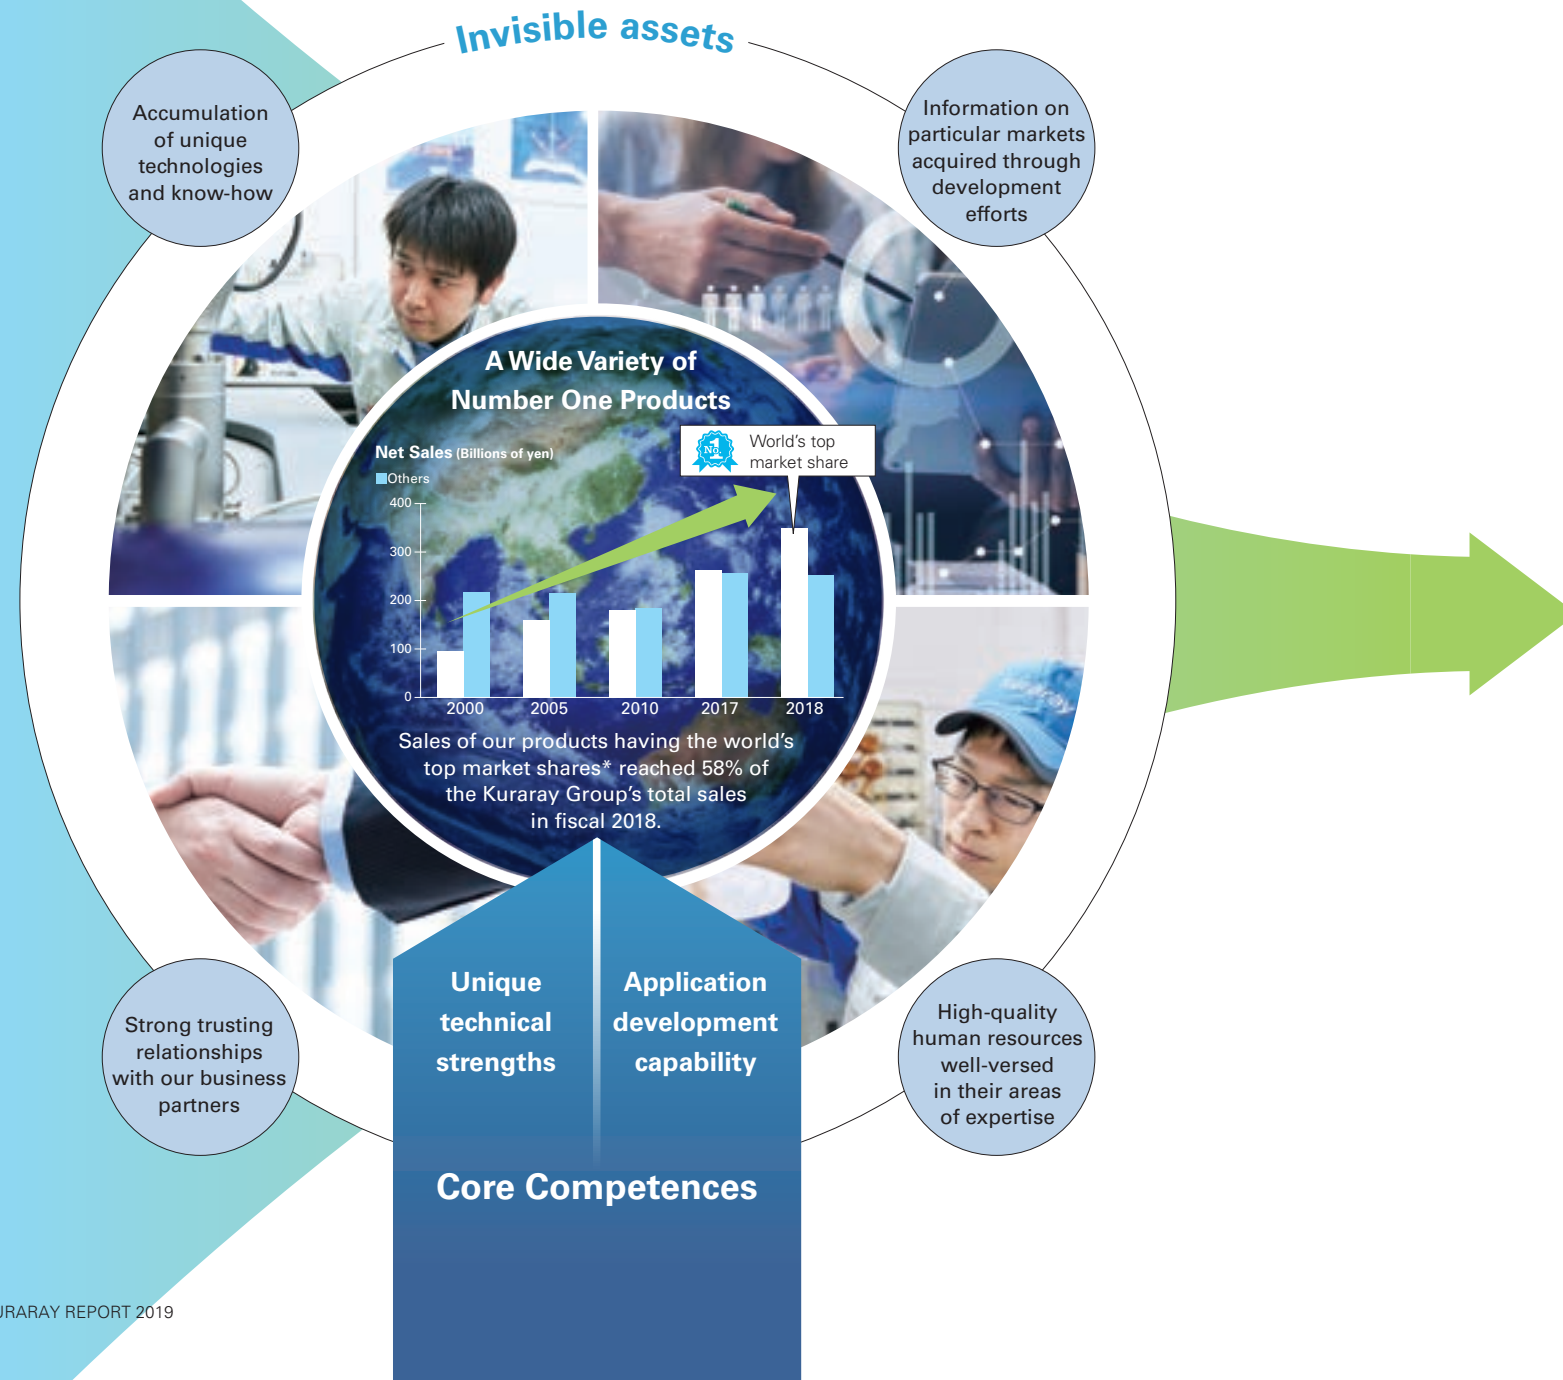 Invisible assets
Accumulation
of unique
technologies
and know-how
Information on
particular markets
acquired through
development
efforts
A Wide Variety of
Number One Products
Net Sales (Billions of yen)
Others
No.1
World's top
market share
400
300
200
100
0
2000 2005 2010 2017 2018
Sales of our products having the world's
top market shares* reached 58% of
the Kuraray Group's total sales
in fiscal 2018.
Strong trusting
relationships
with our business
partners
Unique
technical
strengths
Application
development
capability
High-quality
human resources
well-versed
in their areas
of expertise
Core Competences
URARAY REPORT 2019